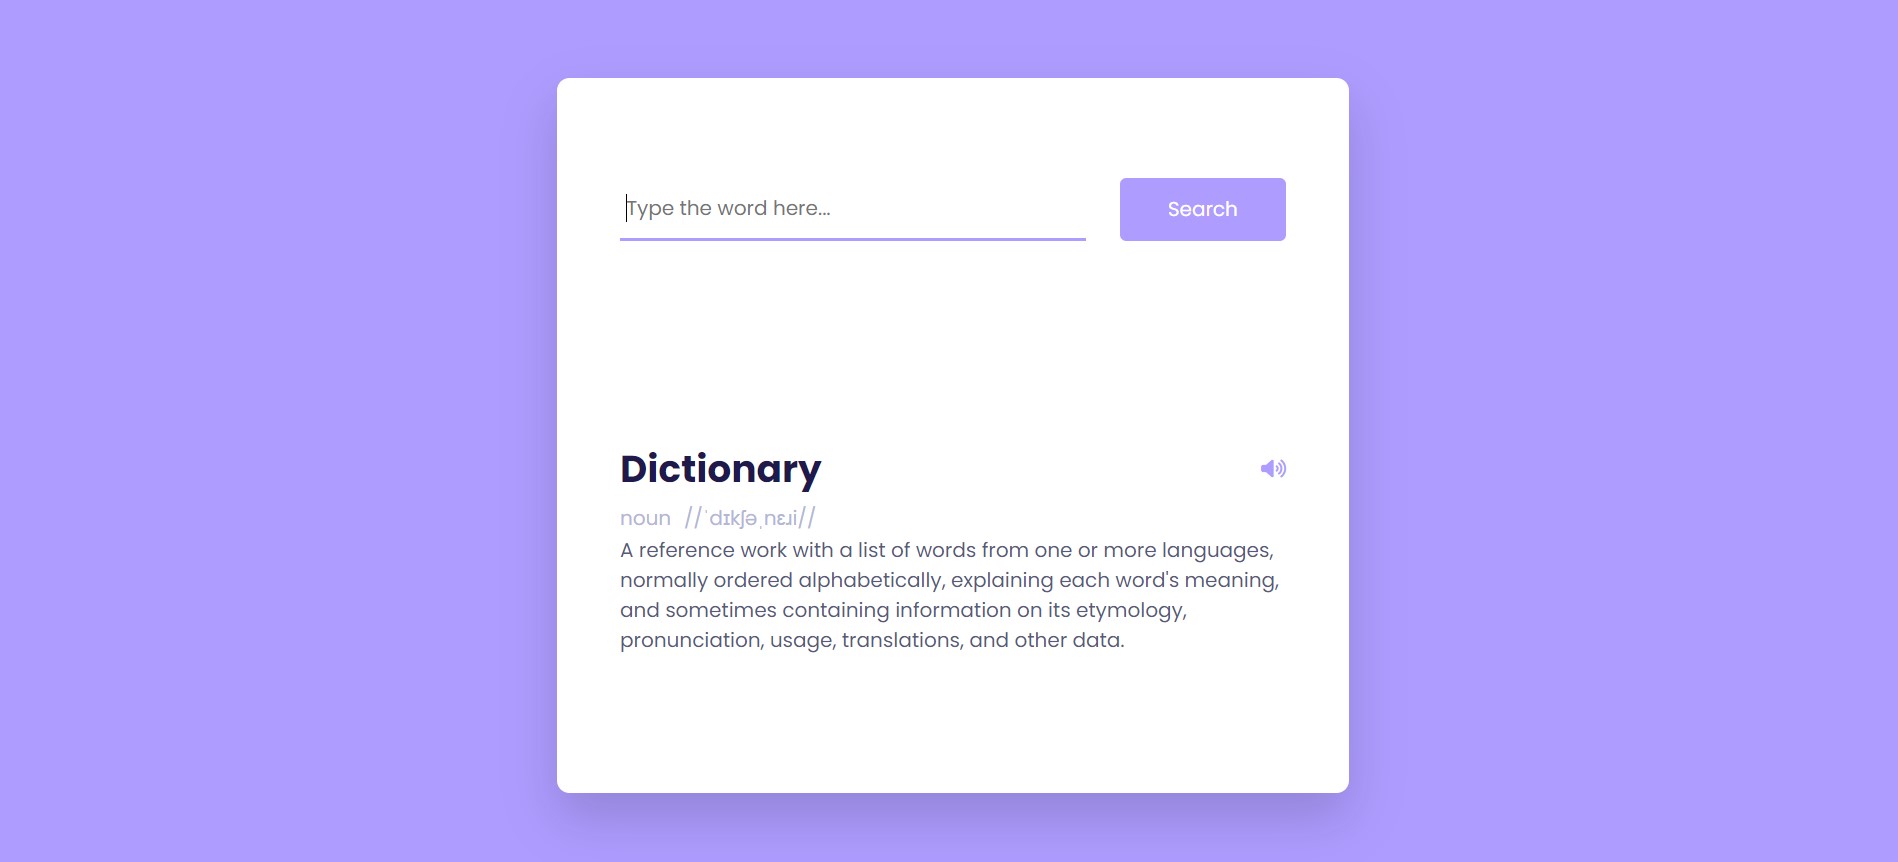 Type the word here...
Search
Dictionary
noun //ˈdɪkʃəˌnɛɹi//
A reference work with a list of words from one or more languages,
normally ordered alphabetically, explaining each word's meaning,
and sometimes containing information on its etymology,
pronunciation, usage, translations, and other data.